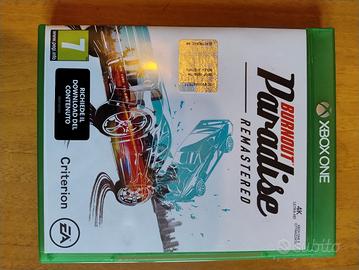 XBOX ONE
BURNOUT
Paradise
REMASTERED
4K
7
www.pegi.info
RICHIEDE IL
DOWNLOAD DEL
CONTENUTO
Criterion
EA
subito